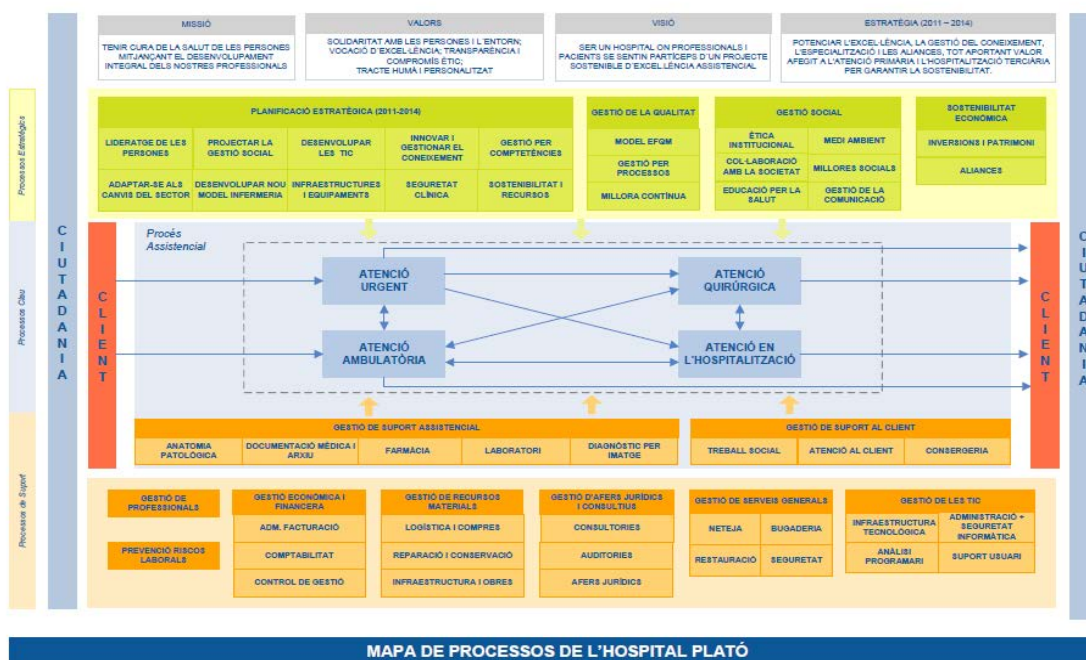 MISSIÓ
TENIR CURA DE LA SALUT DE LES PERSONES
MITJANÇANT EL DESENVOLUPAMENT
INTEGRAL DELS NOSTRES PROFESSIONALS
VALORS
SOLIDARITAT AMB LES PERSONES I L'ENTORN;
VOCACIÓ D'EXCEL·LÈNCIA; TRANSPARÈNCIA I
COMPROMÍS ÈTIC;
TRACTE HUMÀ I PERSONALITZAT
VISIÓ
SER UN HOSPITAL ON PROFESSIONALS I
PACIENTS SE SENTIN PARTÍCEPS D'UN PROJECTE
SOSTENIBLE D'EXCEL·LÈNCIA ASSISTENCIAL
ESTRATÈGIA (2011 – 2014)
POTENCIAR L'EXCEL·LÈNCIA, LA GESTIÓ DEL CONEIXEMENT,
L'ESPECIALITZACIÓ I LES ALIANCES, TOT APORTANT VALOR
AFEGIT A L'ATENCIÓ PRIMÀRIA I L'HOSPITALITZACIÓ TERCIÀRIA
PER GARANTIR LA SOSTENIBILITAT.
Processos Estratègics
PLANIFICACIÓ ESTRATÈGICA (2011-2014)
LIDERATGE DE LES
PERSONES
PROJECTAR LA
GESTIÓ SOCIAL
DESENVOLUPAR
LES TIC
INNOVAR I
GESTIONAR EL
CONEIXEMENT
GESTIÓ PER
COMPTETÈNCIES
ADAPTAR-SE ALS
CANVIS DEL SECTOR
DESENVOLUPAR NOU
MODEL INFERMERIA
INFRAESTRUCTURES
I EQUIPAMENTS
SEGURETAT
CLÍNICA
SOSTENIBILITAT I
RECURSOS
GESTIÓ DE LA QUALITAT
MODEL EFQM
GESTIÓ PER
PROCESSOS
MILLORA CONTÍNUA
GESTIÓ SOCIAL
ÈTICA
INSTITUCIONAL
MEDI AMBIENT
COL·LABORACIÓ
AMB LA SOCIETAT
MILLORES SOCIALS
EDUCACIÓ PER LA
SALUT
GESTIÓ DE LA
COMUNICACIÓ
SOSTENIBILITAT
ECONÒMICA
INVERSIONS I PATRIMONI
ALIANCES
CIUTADANIA
Processos Clau
CLIENT
Procés
Assistencial
ATENCIÓ
URGENT
ATENCIÓ
QUIRÚRGICA
ATENCIÓ
AMBULATÒRIA
ATENCIÓ EN
L'HOSPITALITZACIÓ
CLIENT
CIUTADANIA
GESTIÓ DE SUPORT ASSISTENCIAL
ANATOMIA
PATOLÒGICA
DOCUMENTACIÓ MÈDICA I
ARXIU
FARMÀCIA
LABORATORI
DIAGNÒSTIC PER
IMATGE
GESTIÓ DE SUPORT AL CLIENT
TREBALL SOCIAL
ATENCIÓ AL CLIENT
CONSERGERIA
Processos de Suport
GESTIÓ DE
PROFESSIONALS
PREVENCIÓ RISCOS
LABORALS
GESTIÓ ECONÒMICA I
FINANCERA
ADM. FACTURACIÓ
COMPTABILITAT
CONTROL DE GESTIÓ
GESTIÓ DE RECURSOS
MATERIALS
LOGÍSTICA I COMPRES
REPARACIÓ I CONSERVACIÓ
INFRAESTRUCTURA I OBRES
GESTIÓ D'AFERS JURÍDICS
I CONSULTIUS
CONSULTORIES
AUDITORIES
AFERS JURÍDICS
GESTIÓ DE SERVEIS GENERALS
NETEJA
BUGADERIA
RESTAURACIÓ
SEGURETAT
GESTIÓ DE LES TIC
INFRAESTRUCTURA
TECNOLÒGICA
ADMINISTRACIÓ +
SEGURETAT
INFORMÀTICA
ANÀLISI
PROGRAMARI
SUPORT USUARI
MAPA DE PROCESSOS DE L'HOSPITAL PLATÓ